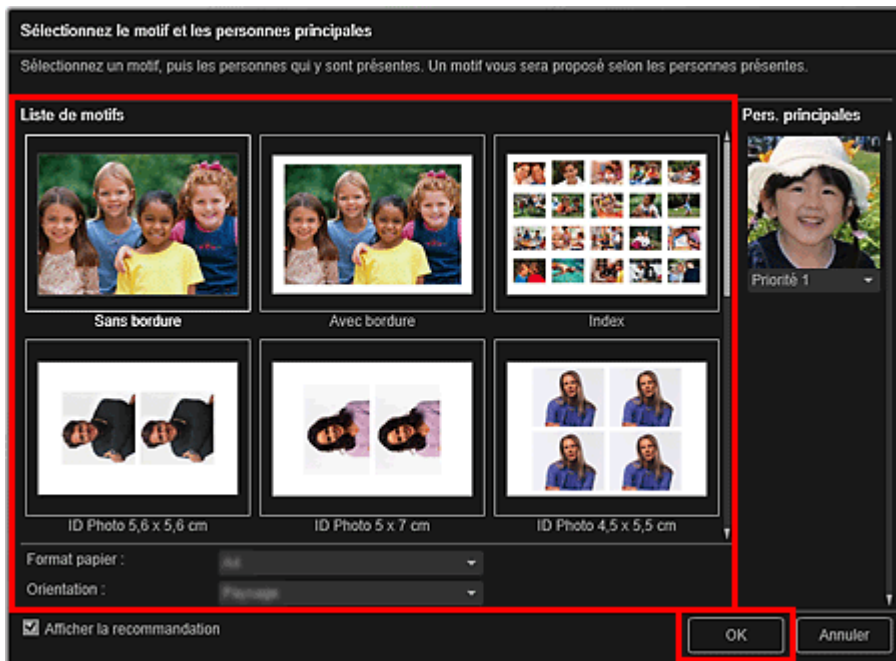 Sélectionnez le motif et les personnes principales
Sélectionnez un motif, puis les personnes qui y sont présentes. Un motif vous sera proposé selon les personnes présentes.
Liste de motifs
Pers. principales
Sans bordure
Avec bordure
Index
Priorité 1
ID Photo 5,6 x 5,6 cm
ID Photo 5 x 7 cm
ID Photo 4,5 x 5,5 cm
Format papier :
Orientation :
Afficher la recommandation
OK
Annuler